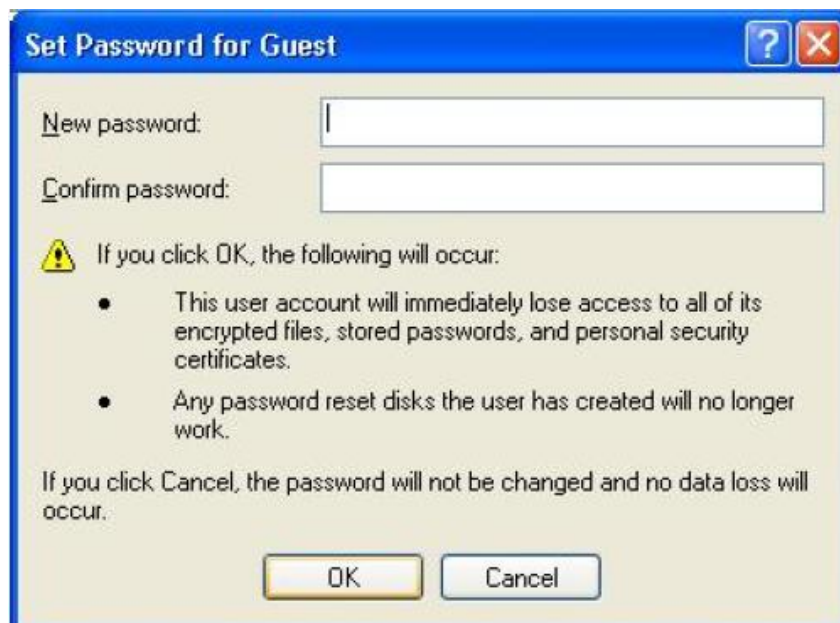 Set Password for Guest
New password:
Confirm password:
If you click OK, the following will occur:
• This user account will immediately lose access to all of its
encrypted files, stored passwords, and personal security
certificates.
• Any password reset disks the user has created will no longer
work.
If you click Cancel, the password will not be changed and no data loss will
occur.
OK
Cancel